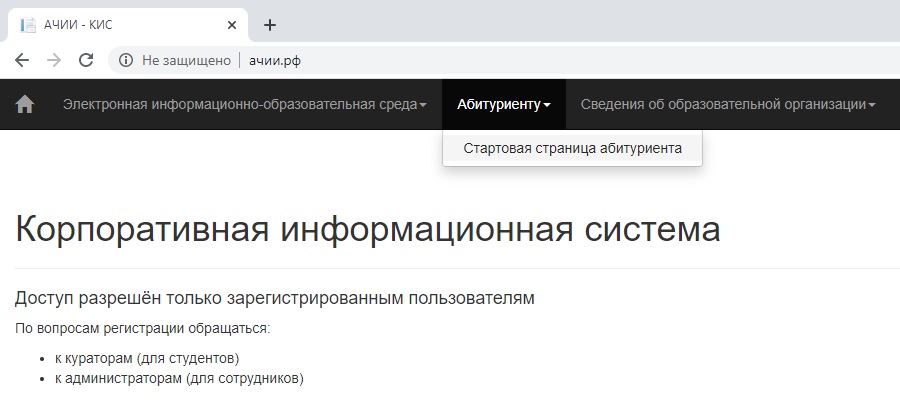 АЧИИ - КИС
Не защищено
ачии.рф
Электронная информационно-образовательная среда
Абитуриенту
Сведения об образовательной организации
Стартовая страница абитуриента
Корпоративная информационная система
Доступ разрешён только зарегистрированным пользователям
По вопросам регистрации обращаться:
к кураторам (для студентов)
к администраторам (для сотрудников)